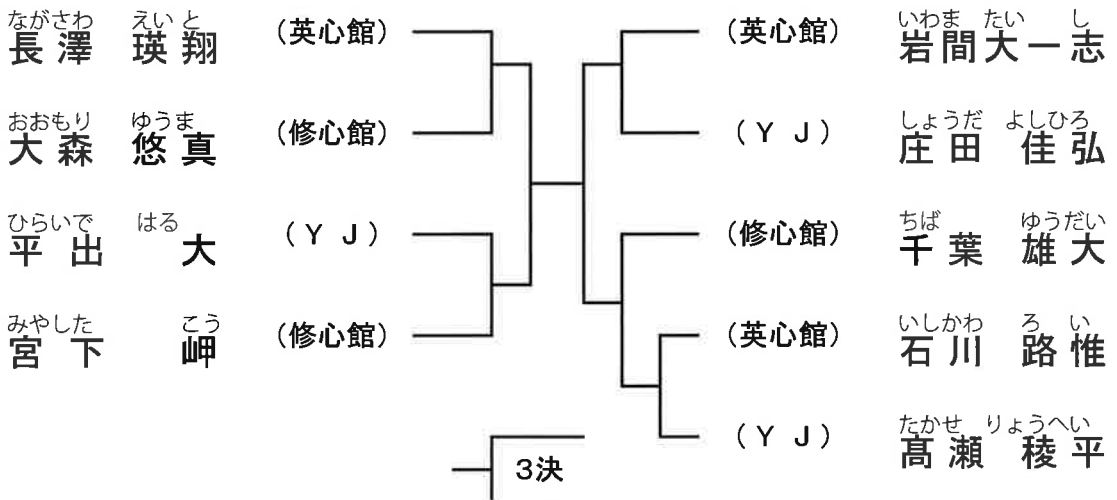 ながさわ えいと
長澤 瑛翔 (英心館)
おおもり ゆうま
大森 悠真 (修心館)
ひらいで はる
平出 大 (YJ)
みやした こう
宮下 岬 (修心館)
(英心館) いわま たい し
岩間大一志
(YJ) しょうだ よしひろ
庄田 佳弘
(修心館) ちば ゆうだい
千葉 雄大
(英心館) いしかわ ろい
石川 路惟
(YJ) たかせ りょうへい
髙瀬 稜平
3決